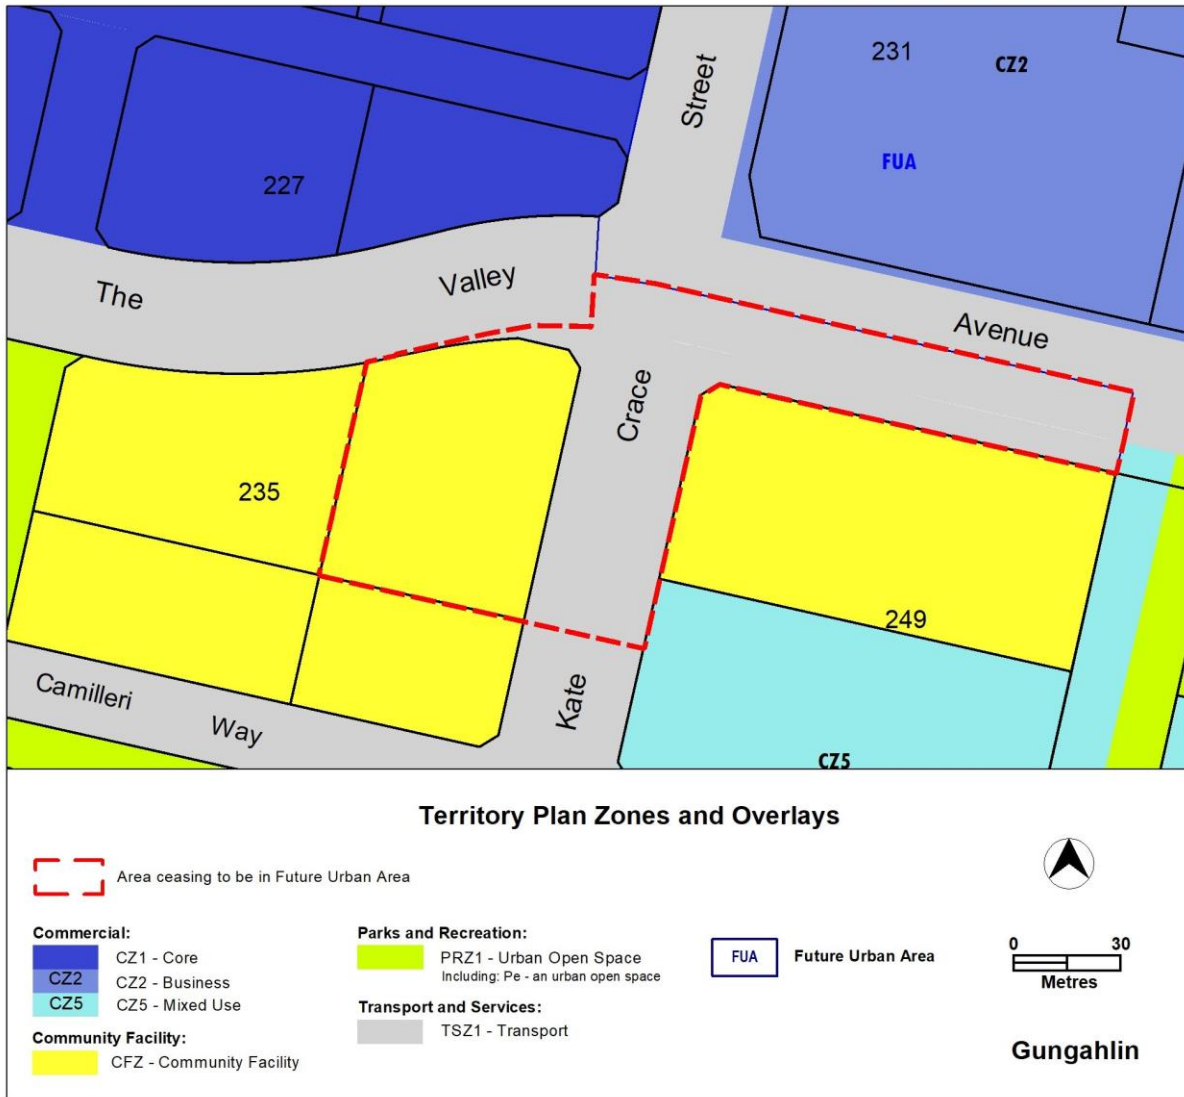 Street
231
CZ2
FUA
227
The
Valley
Avenue
Crace
235
249
Camilleri
Way
Kate
CZ5
Territory Plan Zones and Overlays
Area ceasing to be in Future Urban Area
Commercial:
CZ1 - Core
CZ2 CZ2 - Business
CZ5 CZ5 - Mixed Use
Community Facility:
CFZ - Community Facility
Parks and Recreation:
PRZ1 - Urban Open Space
Including: Pe - an urban open space
Transport and Services:
TSZ1 - Transport
FUA Future Urban Area
0 30
Metres
Gungahlin